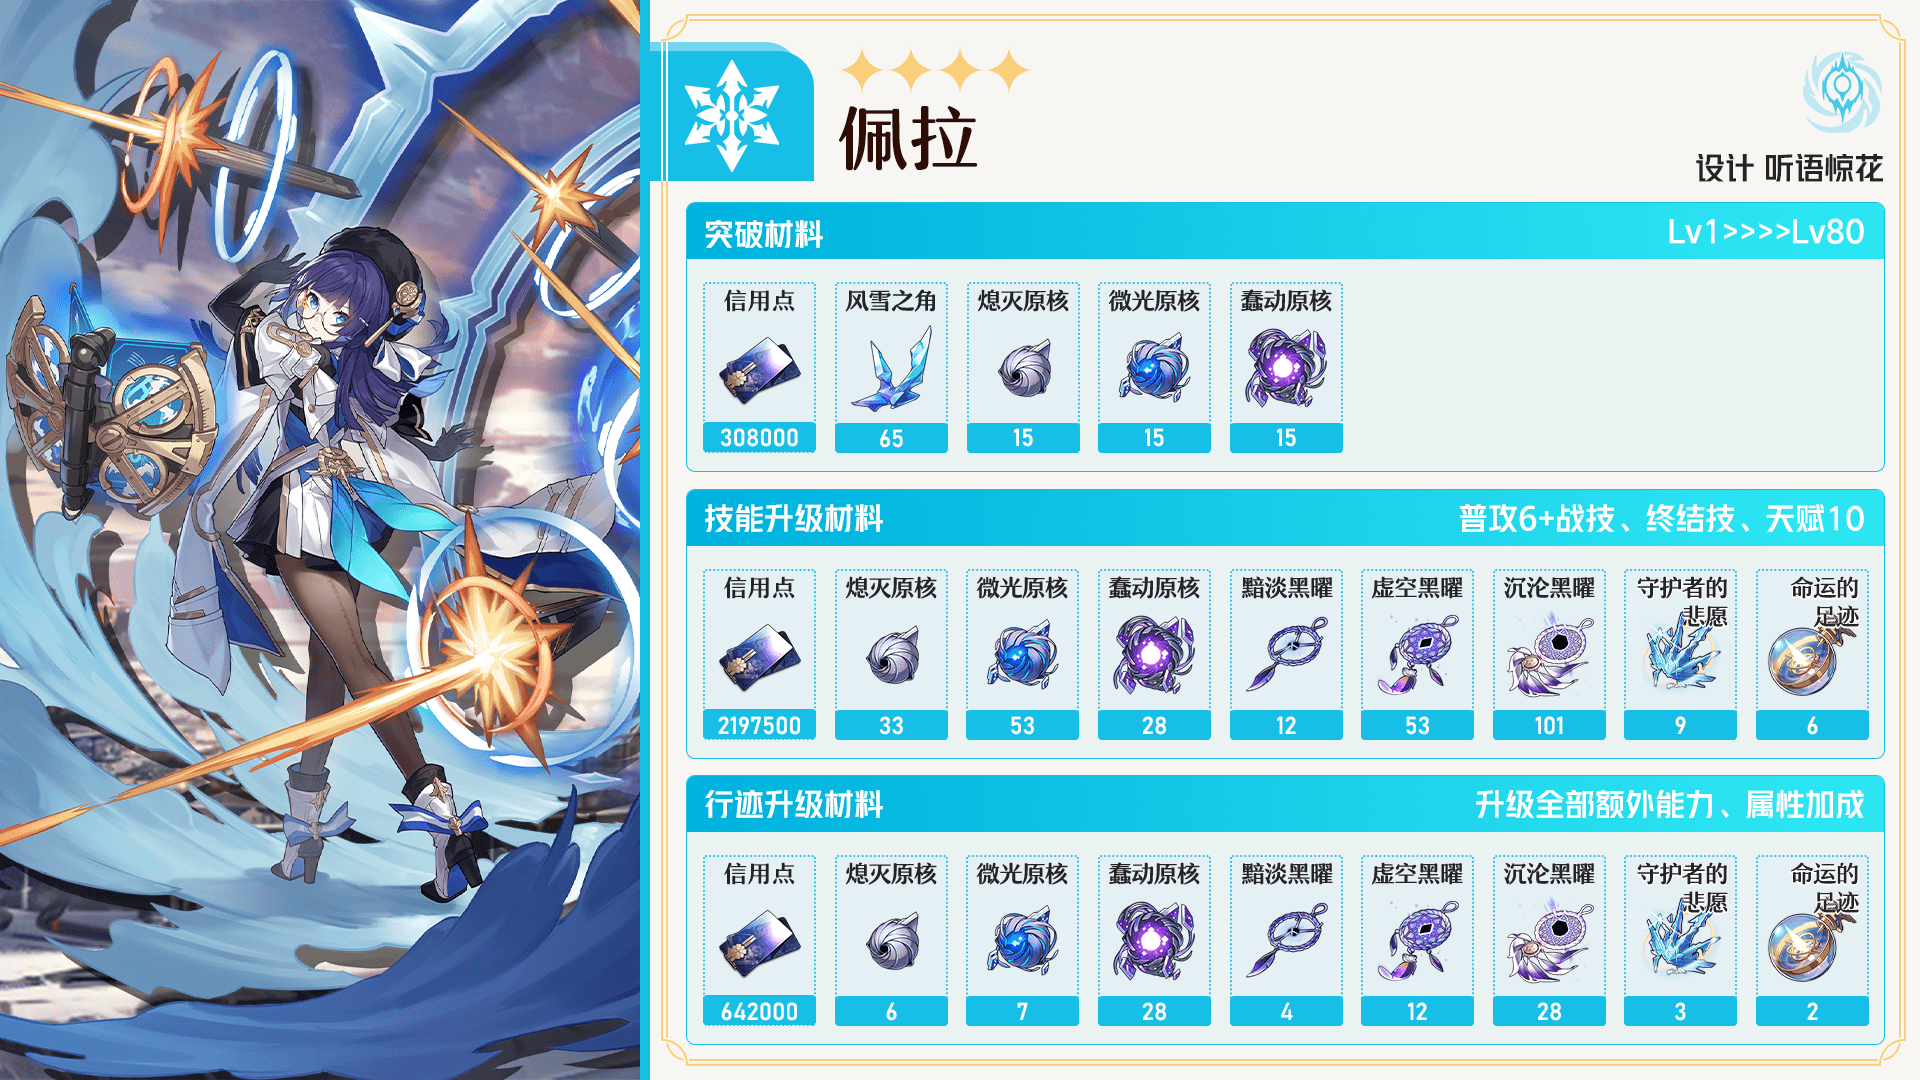 佩拉
设计 听语惊花
突破材料 Lv1>>>>Lv80
信用点 风雪之角 熄灭原核 微光原核 蠢动原核
308000 65 15 15 15
技能升级材料 普攻6+战技、终结技、天赋10
信用点 熄灭原核 微光原核 蠢动原核 黯淡黑曜 虚空黑曜 沉沦黑曜 守护者的悲愿 命运的足迹
2197500 33 53 28 12 53 101 9 6
行迹升级材料 升级全部额外能力、属性加成
信用点 熄灭原核 微光原核 蠢动原核 黯淡黑曜 虚空黑曜 沉沦黑曜 守护者的悲愿 命运的足迹
642000 6 7 28 4 12 28 3 2